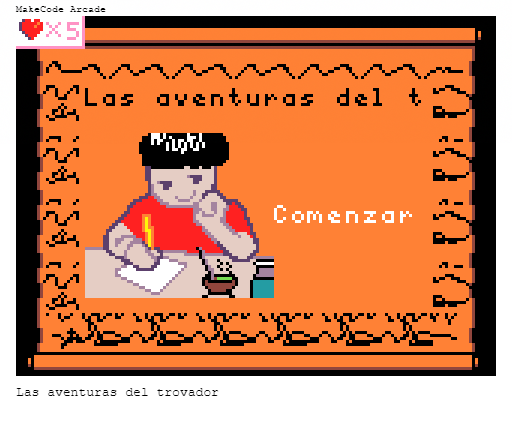 MakeCode Arcade
×5
Las aventuras del t
Comenzar
Las aventuras del trovador